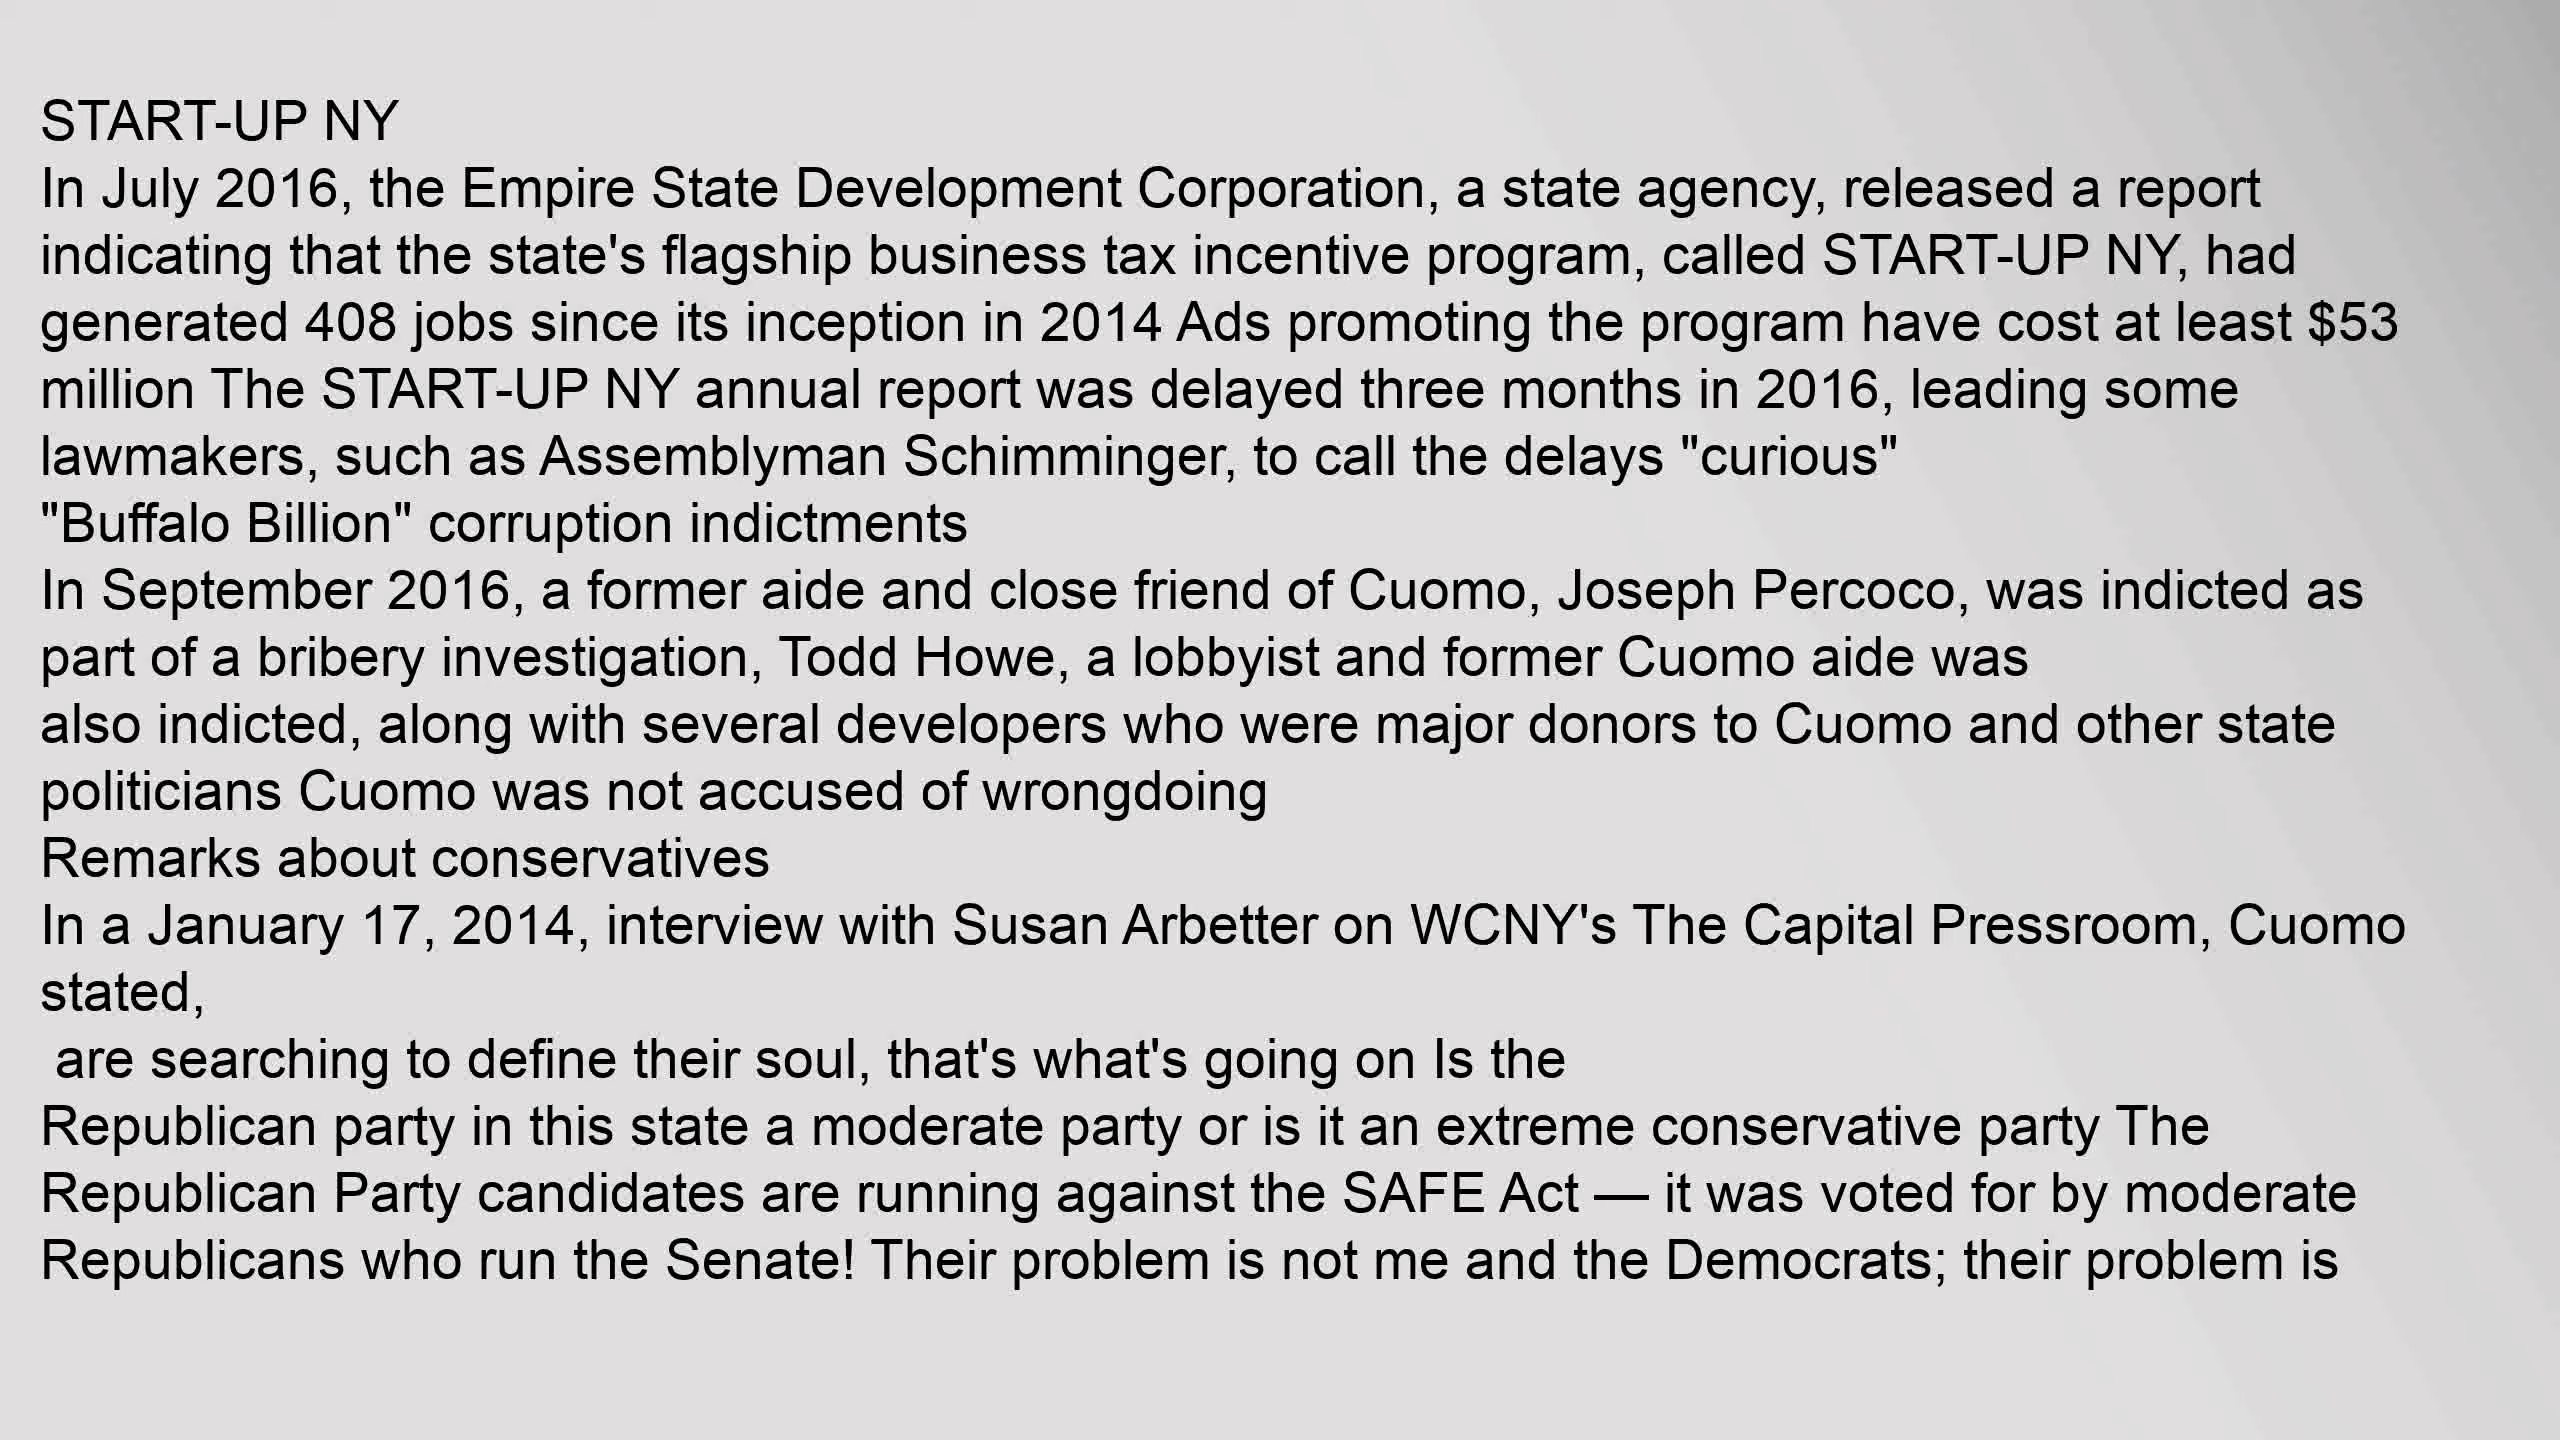 START-UP NY
In July 2016, the Empire State Development Corporation, a state agency, released a report
indicating that the state's flagship business tax incentive program, called START-UP NY, had
generated 408 jobs since its inception in 2014 Ads promoting the program have cost at least $53
million The START-UP NY annual report was delayed three months in 2016, leading some
lawmakers, such as Assemblyman Schimminger, to call the delays "curious"
"Buffalo Billion" corruption indictments
In September 2016, a former aide and close friend of Cuomo, Joseph Percoco, was indicted as
part of a bribery investigation, Todd Howe, a lobbyist and former Cuomo aide was
also indicted, along with several developers who were major donors to Cuomo and other state
politicians Cuomo was not accused of wrongdoing
Remarks about conservatives
In a January 17, 2014, interview with Susan Arbetter on WCNY's The Capital Pressroom, Cuomo
stated,
are searching to define their soul, that's what's going on Is the
Republican party in this state a moderate party or is it an extreme conservative party The
Republican Party candidates are running against the SAFE Act — it was voted for by moderate
Republicans who run the Senate! Their problem is not me and the Democrats; their problem is